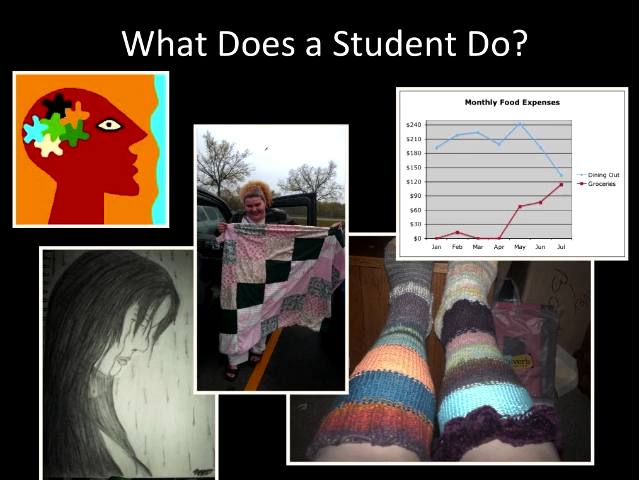 What Does a Student Do?
Monthly Food Expenses
$240
$210
$180
$150
$120
$90
$60
$30
$0
Jan Feb Mar Apr May Jun Jul
Dining Out
Groceries